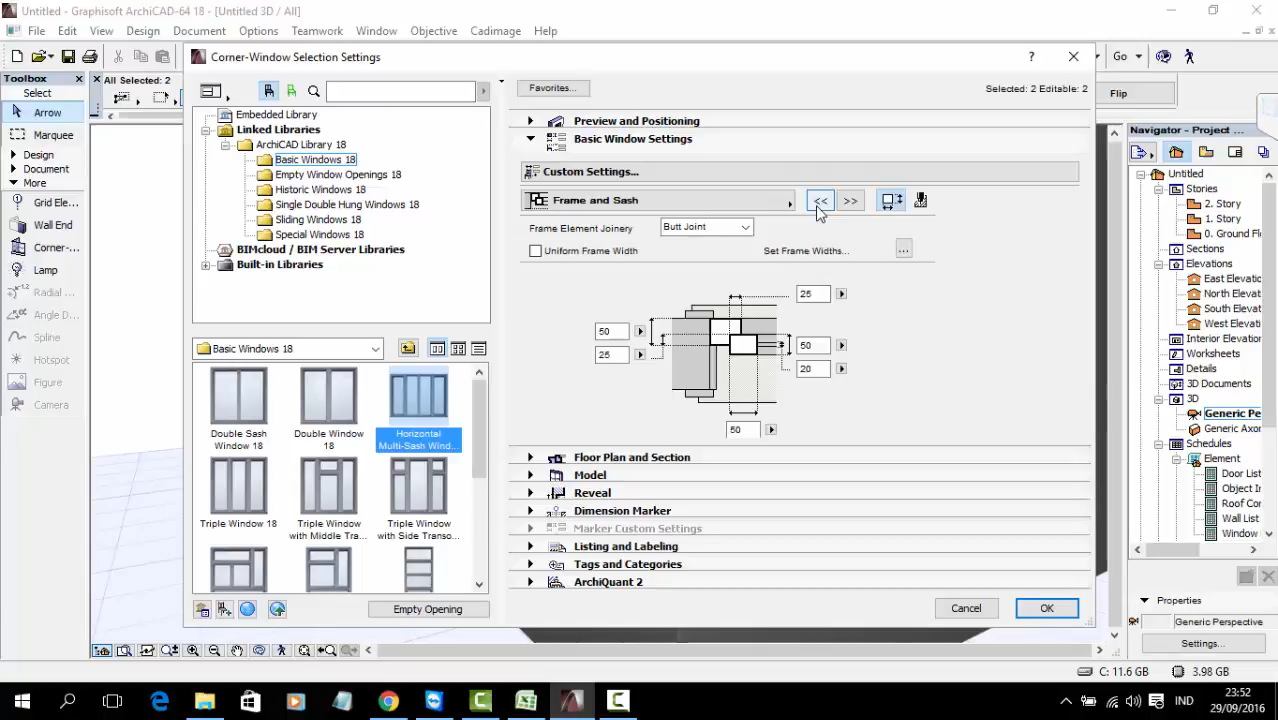 Untitled - Graphisoft ArchiCAD-64 18 - [Untitled 3D / All]
File Edit View Design Document Options Teamwork Window Objective Cadimage Help
Go
Toolbox
Select
Arrow
Marquee
Design
Document
More
Grid Ele...
Wall End
Corner-...
Lamp
Radial ...
Angle D...
Spline
Hotspot
Figure
Camera
All Selected: 2
Corner-Window Selection Settings
Embedded Library
Linked Libraries
ArchiCAD Library 18
Basic Windows 18
Empty Window Openings 18
Historic Windows 18
Single Double Hung Windows 18
Sliding Windows 18
Special Windows 18
BIMcloud / BIM Server Libraries
Built-in Libraries
Basic Windows 18
Double Sash Window 18
Double Window 18
Horizontal Multi-Sash Wind...
Triple Window 18
Triple Window with Middle Tra...
Triple Window with Side Transo...
Empty Opening
Favorites...
Selected: 2 Editable: 2
Preview and Positioning
Basic Window Settings
Custom Settings...
Frame and Sash
<< >>
Frame Element Joinery
Butt Joint
Uniform Frame Width
Set Frame Widths...
...
25
50
25
50
20
50
Floor Plan and Section
Model
Reveal
Dimension Marker
Marker Custom Settings
Listing and Labeling
Tags and Categories
ArchiQuant 2
Cancel
OK
Flip
Navigator - Project ...
Untitled
Stories
2. Story
1. Story
0. Ground Fl
Sections
Elevations
East Elevat
North Elevat
South Elevat
West Elevat
Interior Elevatio
Worksheets
Details
3D Documents
3D
Generic Pe
Generic Axor
Schedules
Element
Door List
Object In
Roof Cor
Wall List
Window
Properties
Generic Perspective
Settings...
C: 11.6 GB
3.98 GB
IND
23:52
29/09/2016